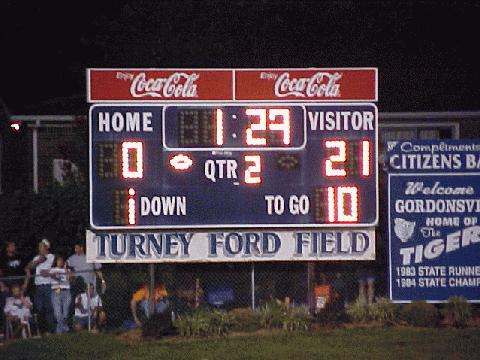 Enjoy Coca-Cola Enjoy Coca-Cola
HOME 1:29 VISITOR
0 QTR 2 21
1 DOWN TO GO 10
TURNEY FORD FIELD
Compliments
CITIZENS BA
Welcome
GORDONSVI
HOME OF
The
TIGER
1983 STATE RUNNE
1984 STATE CHAM